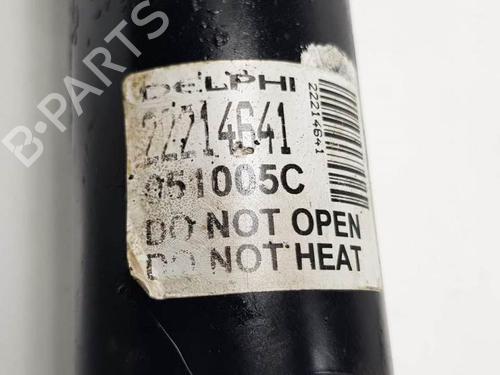 B-PARTS
DELPHI
22214641
051005C
DO NOT OPEN
DO NOT HEAT
22214641